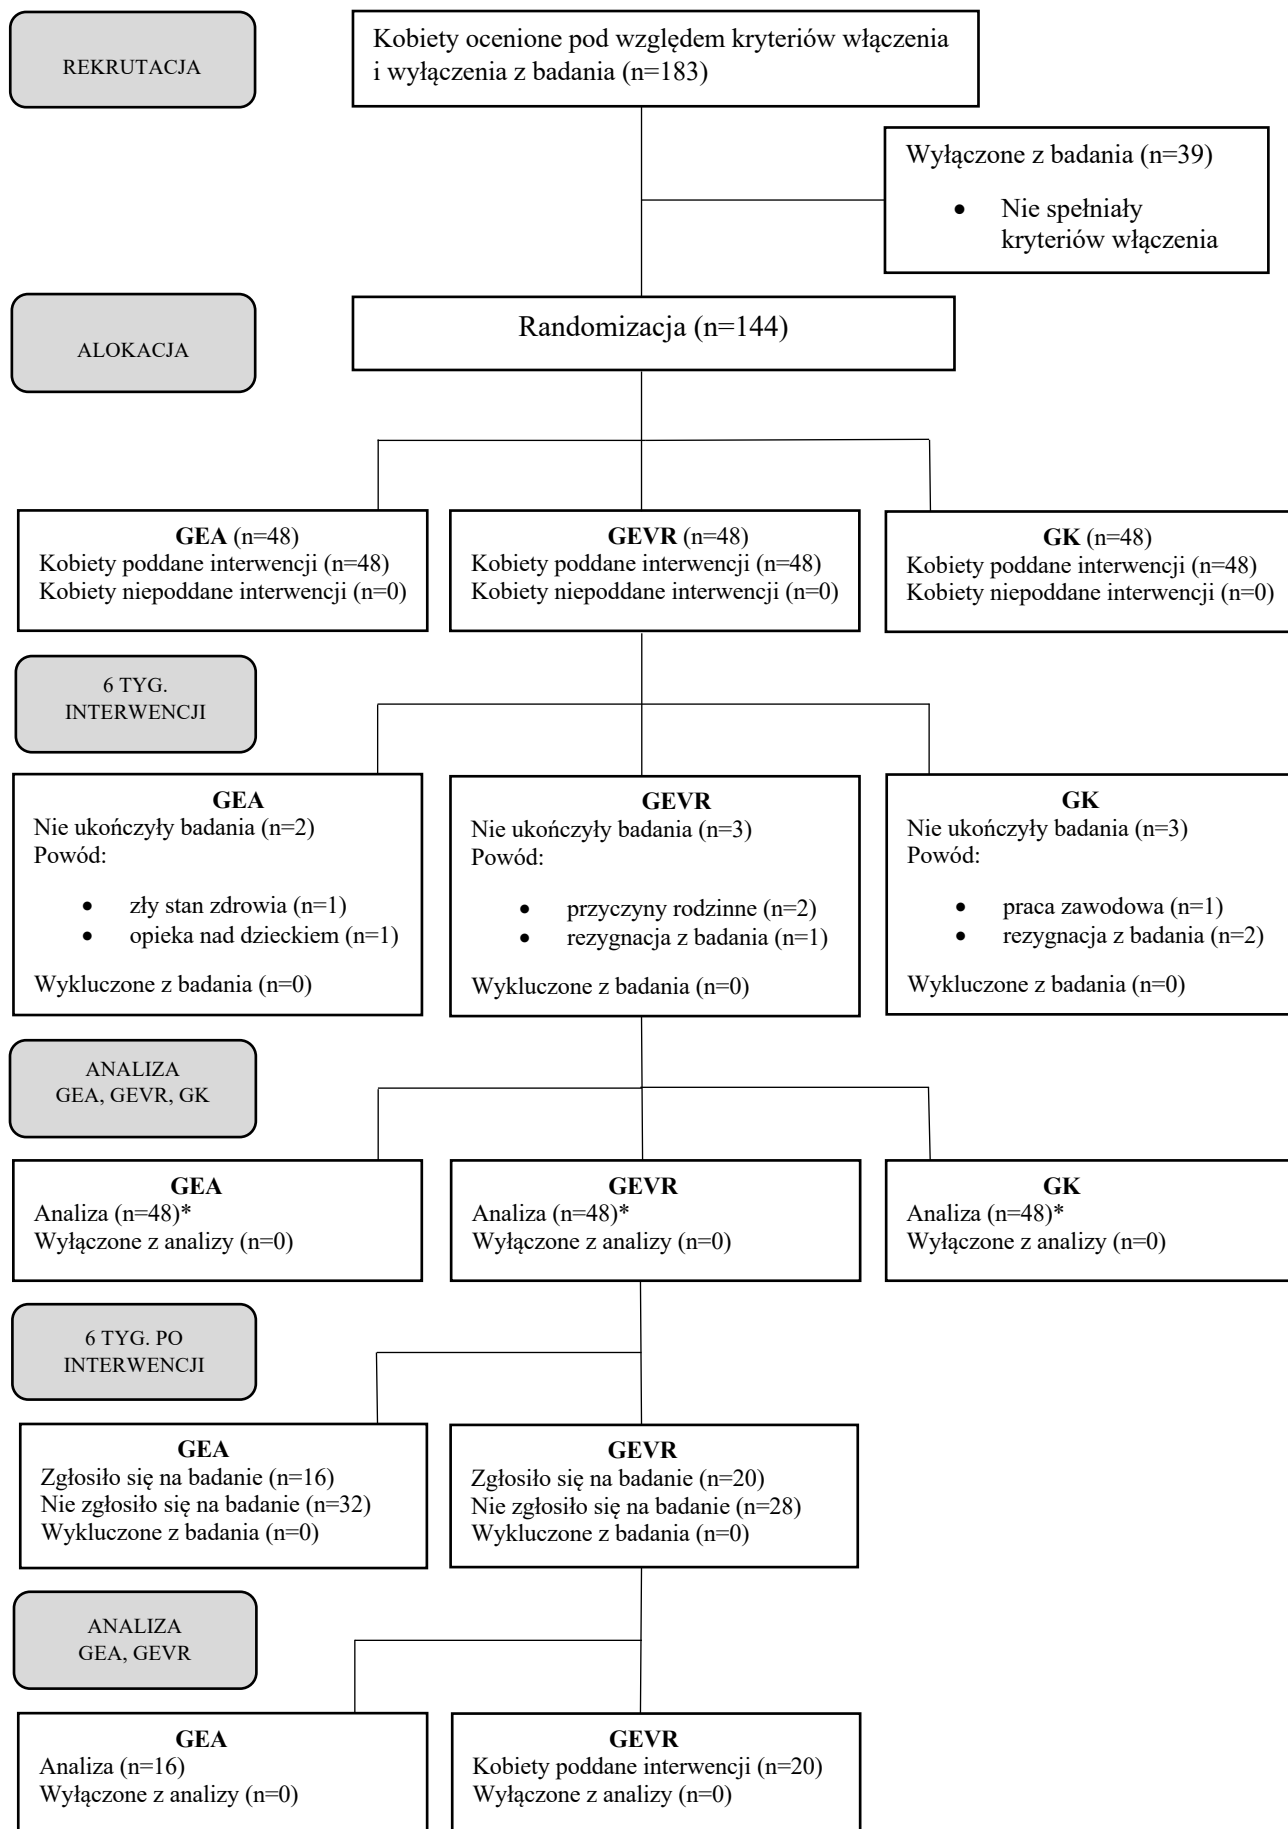 REKRUTACJA
Kobiety ocenione pod względem kryteriów włączenia
i wyłączenia z badania (n=183)
Wyłączone z badania (n=39)
• Nie spełniały
kryteriów włączenia
ALOKACJA
Randomizacja (n=144)
GEA (n=48)
Kobiety poddane interwencji (n=48)
Kobiety niepoddane interwencji (n=0)
GEVR (n=48)
Kobiety poddane interwencji (n=48)
Kobiety niepoddane interwencji (n=0)
GK (n=48)
Kobiety poddane interwencji (n=48)
Kobiety niepoddane interwencji (n=0)
6 TYG.
INTERWENCJI
GEA
Nie ukończyły badania (n=2)
Powód:
• zły stan zdrowia (n=1)
• opieka nad dzieckiem (n=1)
Wykluczone z badania (n=0)
GEVR
Nie ukończyły badania (n=3)
Powód:
• przyczyny rodzinne (n=2)
• rezygnacja z badania (n=1)
Wykluczone z badania (n=0)
GK
Nie ukończyły badania (n=3)
Powód:
• praca zawodowa (n=1)
• rezygnacja z badania (n=2)
Wykluczone z badania (n=0)
ANALIZA
GEA, GEVR, GK
GEA
Analiza (n=48)*
Wyłączone z analizy (n=0)
GEVR
Analiza (n=48)*
Wyłączone z analizy (n=0)
GK
Analiza (n=48)*
Wyłączone z analizy (n=0)
6 TYG. PO
INTERWENCJI
GEA
Zgłosiło się na badanie (n=16)
Nie zgłosiło się na badanie (n=32)
Wykluczone z badania (n=0)
GEVR
Zgłosiło się na badanie (n=20)
Nie zgłosiło się na badanie (n=28)
Wykluczone z badania (n=0)
ANALIZA
GEA, GEVR
GEA
Analiza (n=16)
Wyłączone z analizy (n=0)
GEVR
Kobiety poddane interwencji (n=20)
Wyłączone z analizy (n=0)